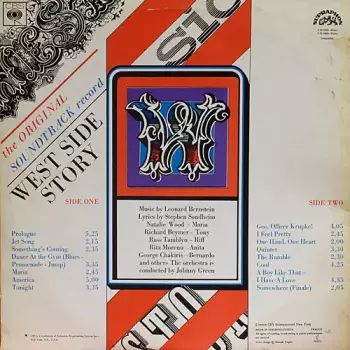 CBS
SUPRAPHON
the ORIGINAL
SOUNDTRACK record
WEST SIDE
STORY
SIC
W
Music by Leonard Bernstein
Lyrics by Stephen Sondheim
Natalie Wood – Maria
Richard Beymer – Tony
Russ Tamblyn – Riff
Rita Moreno – Anita
George Chakiris – Bernardo
and others The orchestra is
conducted by Johnny Green
SIDE ONE
Prologue 5,25
Jet Song 2,15
Something's Coming 2,35
Dance At the Gym (Blues –
Promenade – Jump) 3,35
Maria 2,45
America 5,00
Tonight 3,35
SIDE TWO
Gee, Officer Krupke! 4,05
I Feel Pretty 2,45
One Hand, One Heart 2,00
Quintet 3,30
The Rumble 2,30
Cool 4,25
A Boy Like That –
I Have A Love 4,35
Somewhere (Finale) 2,05